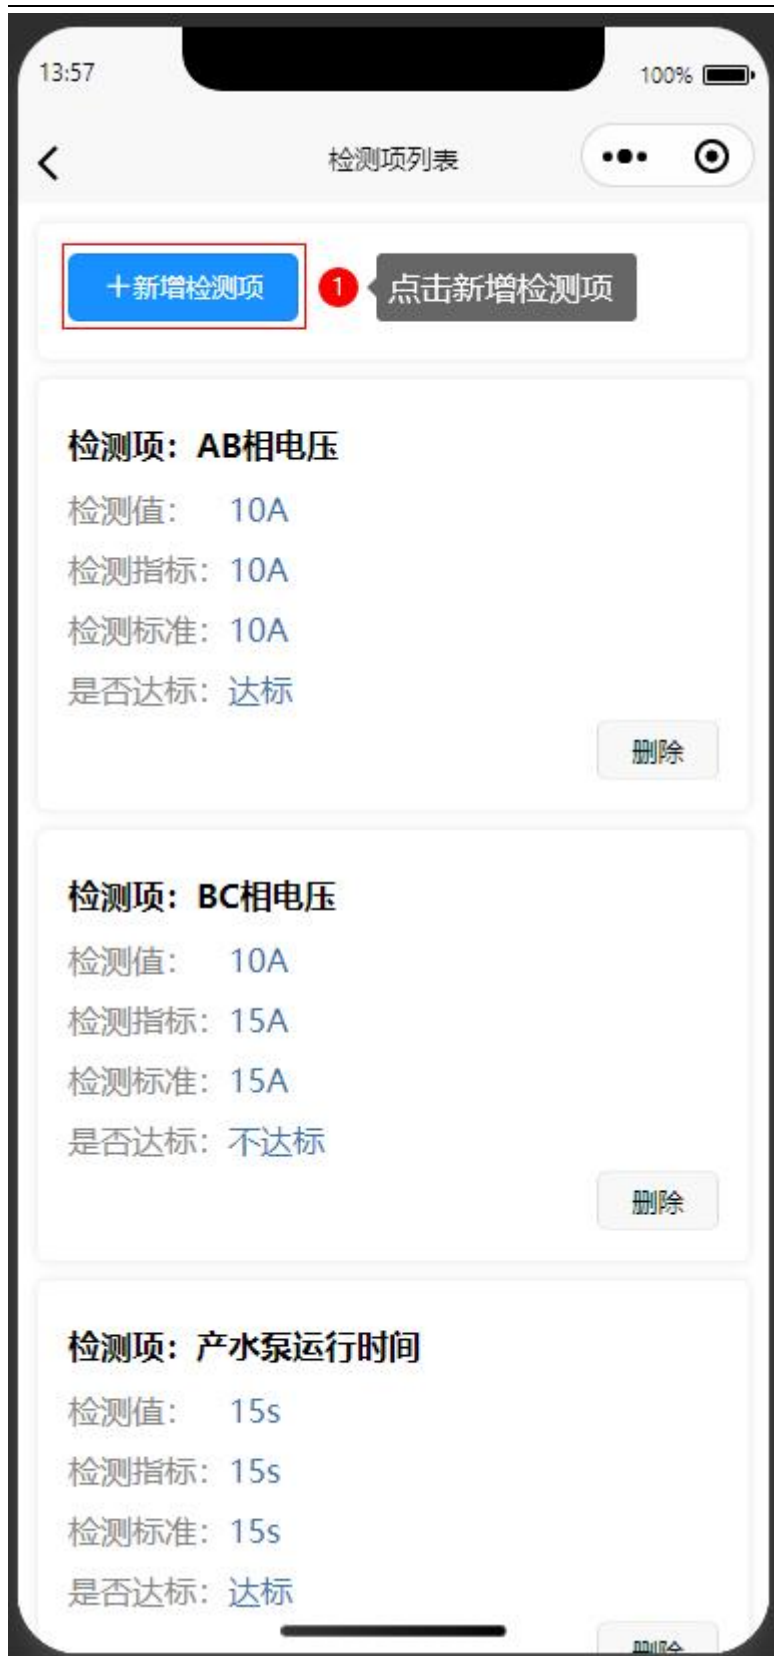 13:57
100%
检测项列表
+新增检测项
1
点击新增检测项
检测项：AB相电压
检测值： 10A
检测指标：10A
检测标准：10A
是否达标：达标
删除
检测项：BC相电压
检测值： 10A
检测指标：15A
检测标准：15A
是否达标：不达标
删除
检测项：产水泵运行时间
检测值： 15s
检测指标：15s
检测标准：15s
是否达标：达标
删除